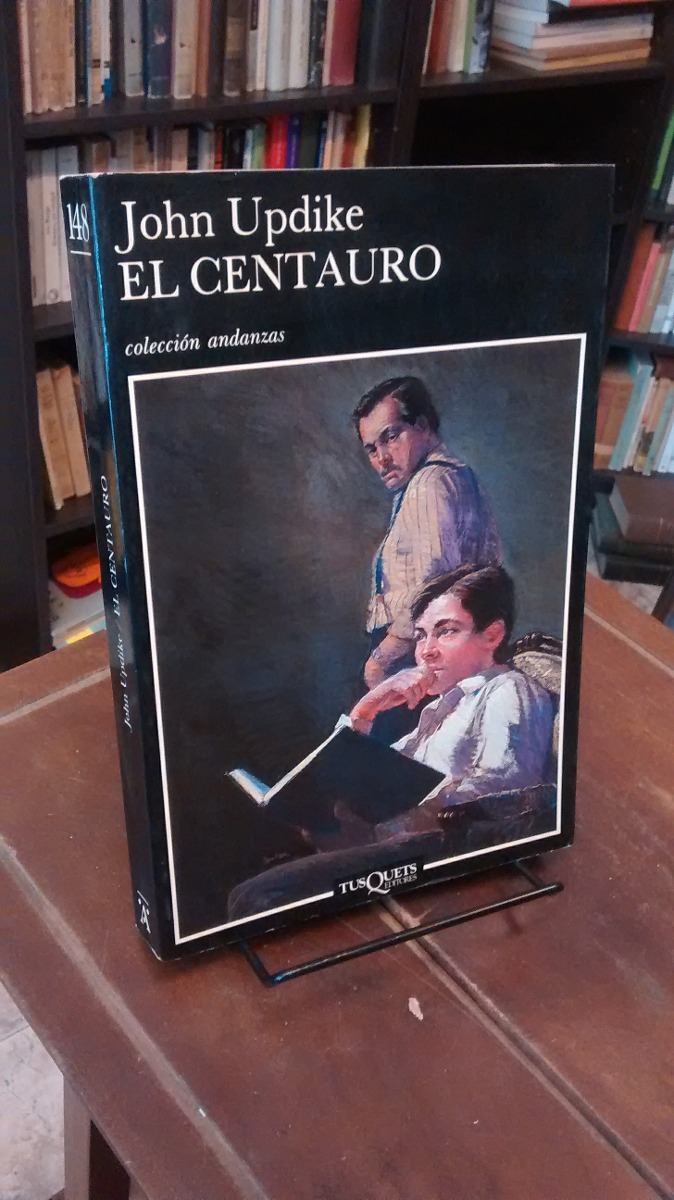 148
John Updike
EL CENTAURO
colección andanzas
John Updike / EL CENTAURO
TUSQUETS
EDITORES